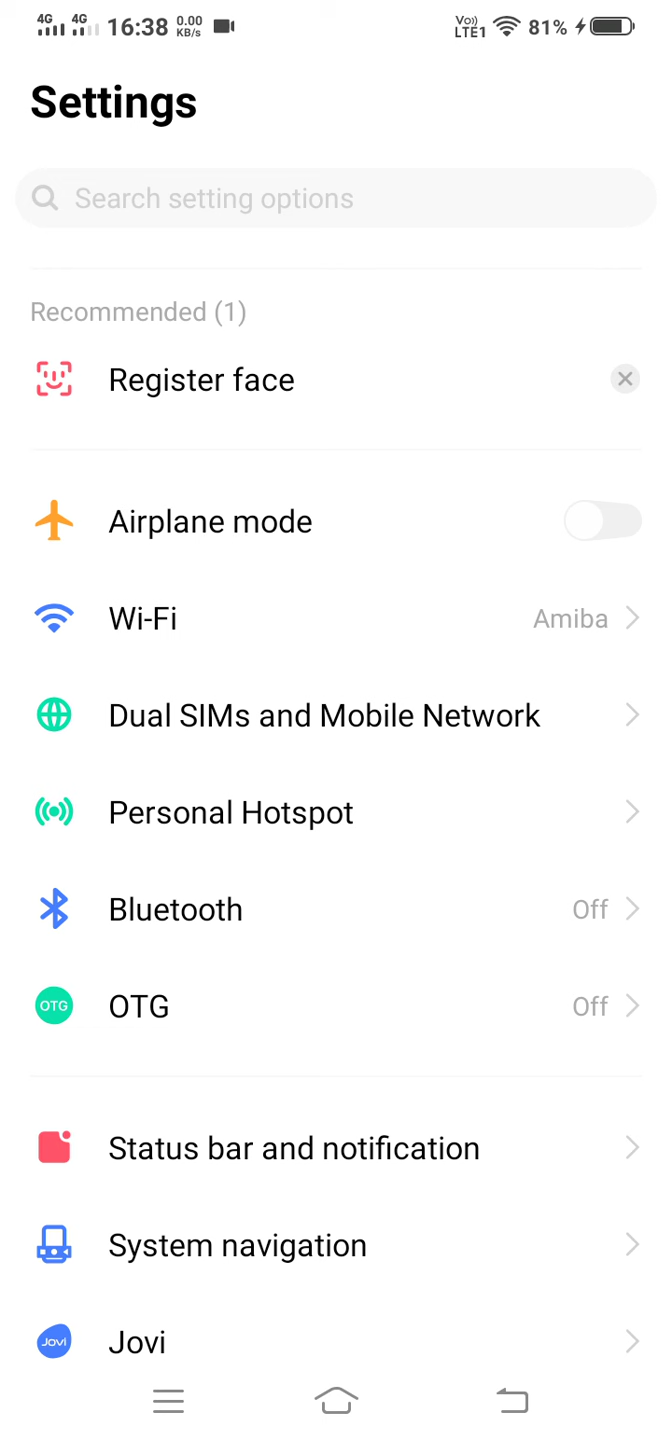 4G 4G 16:38 0.00 KB/s Vo)) LTE1 81%
Settings
Search setting options
Recommended (1)
Register face
Airplane mode
Wi-Fi Amiba
Dual SIMs and Mobile Network
Personal Hotspot
Bluetooth Off
OTG OTG Off
Status bar and notification
System navigation
Jovi Jovi